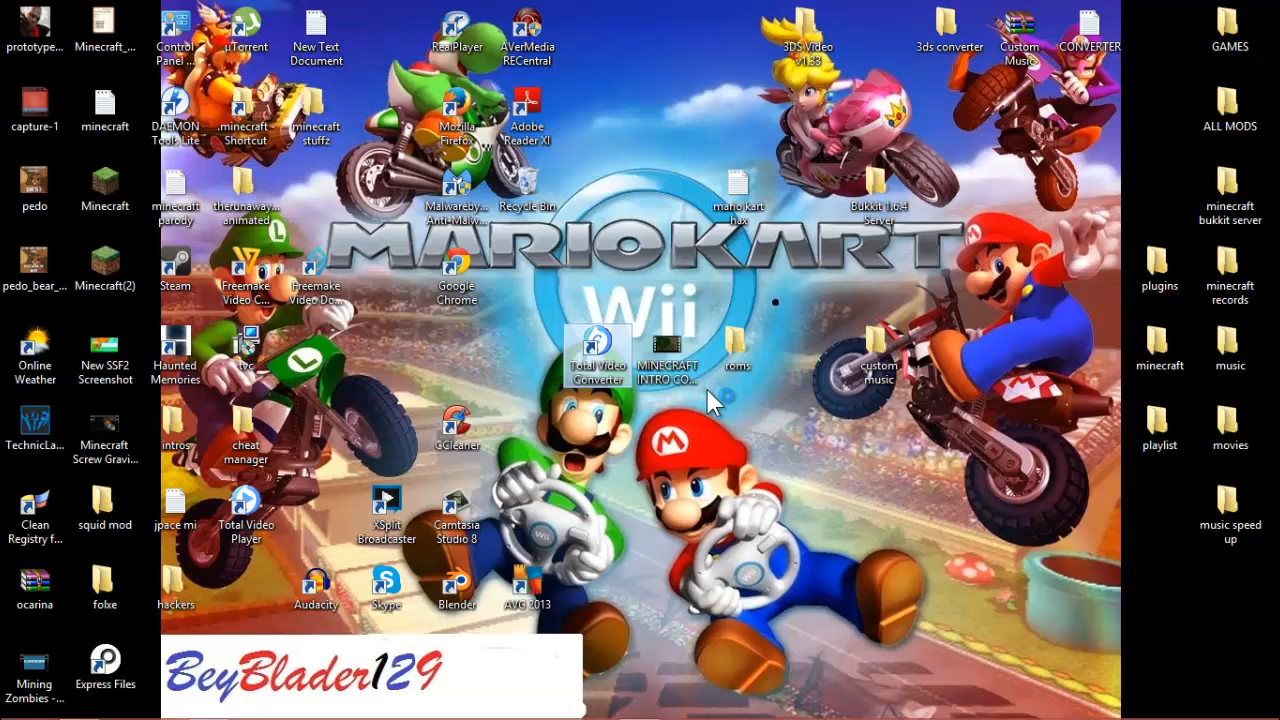 prototype...
Minecraft_...
Control
Panel ...
µTorrent
New Text
Document
RealPlayer
AVerMedia
RECentral
3DS Video
v1.33
3ds converter
Custom
Music
CONVERTER
GAMES
capture-1
minecraft
DAEMON
Tools Lite
.minecraft
Shortcut
minecraft
stuffz
Mozilla
Firefox
Adobe
Reader XI
ALL MODS
pedo
Minecraft
minecraft
parody
therunaway...
animated
Malwareby...
Anti-Malw...
Recycle Bin
mario kart
hax
Bukkit 1.6.4
Server
minecraft
bukkit server
MARIOKART
Wii
L
pedo_bear_...
Minecraft(2)
Steam
Freemake
Video C...
Freemake
Video Do...
Google
Chrome
plugins
minecraft
records
Online
Weather
New SSF2
Screenshot
Haunted
Memories
tvc
Total Video
Converter
MINECRAFT
INTRO CO...
roms
custom
music
minecraft
music
L
M
TechnicLa...
Minecraft
Screw Gravi...
intros
cheat
manager
CCleaner
playlist
movies
Clean
Registry f...
squid mod
jpace mi
Total Video
Player
XSplit
Broadcaster
Camtasia
Studio 8
Wii
music speed
up
ocarina
folxe
hackers
Audacity
Skype
Blender
AVG 2013
Wii
Mining
Zombies -...
Express Files
BeyBlader129